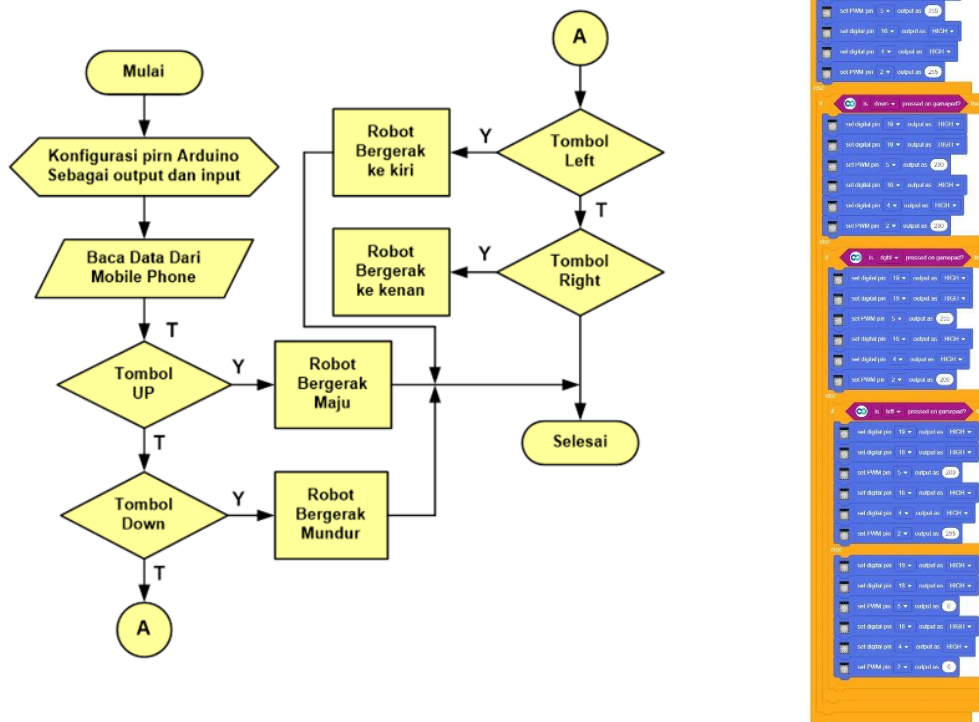 Mulai
Konfigurasi pirn Arduino
Sebagai output dan input
Baca Data Dari
Mobile Phone
T
Tombol
UP
Y
Robot
Bergerak
Maju
T
Tombol
Down
Y
Robot
Bergerak
Mundur
T
A
A
Tombol
Left
Y
Robot
Bergerak
ke kiri
T
Tombol
Right
Y
Robot
Bergerak
ke kenan
Selesai
set PWM pin 5 output as 255
set digital pin 16 output as HIGH
set digital pin 4 output as HIGH
set PWM pin 2 output as 255
else
if is down pressed on gamepad?
set digital pin 19 output as HIGH
set digital pin 18 output as HIGH
set PWM pin 5 output as
set digital pin 16 output as HIGH
set digital pin 4 output as HIGH
set PWM pin 2 output as
else
if is right pressed on gamepad?
set digital pin 19 output as HIGH
set digital pin 18 output as HIGH
set PWM pin 5 output as 255
set digital pin 16 output as HIGH
set digital pin 4 output as HIGH
set PWM pin 2 output as 200
else
if is left pressed on gamepad?
set digital pin 19 output as HIGH
set digital pin 18 output as HIGH
set PWM pin 5 output as 200
set digital pin 16 output as HIGH
set digital pin 4 output as HIGH
set PWM pin 2 output as 255
else
set digital pin 19 output as HIGH
set digital pin 18 output as HIGH
set PWM pin 5 output as 0
set digital pin 16 output as HIGH
set digital pin 4 output as HIGH
set PWM pin 2 output as 0